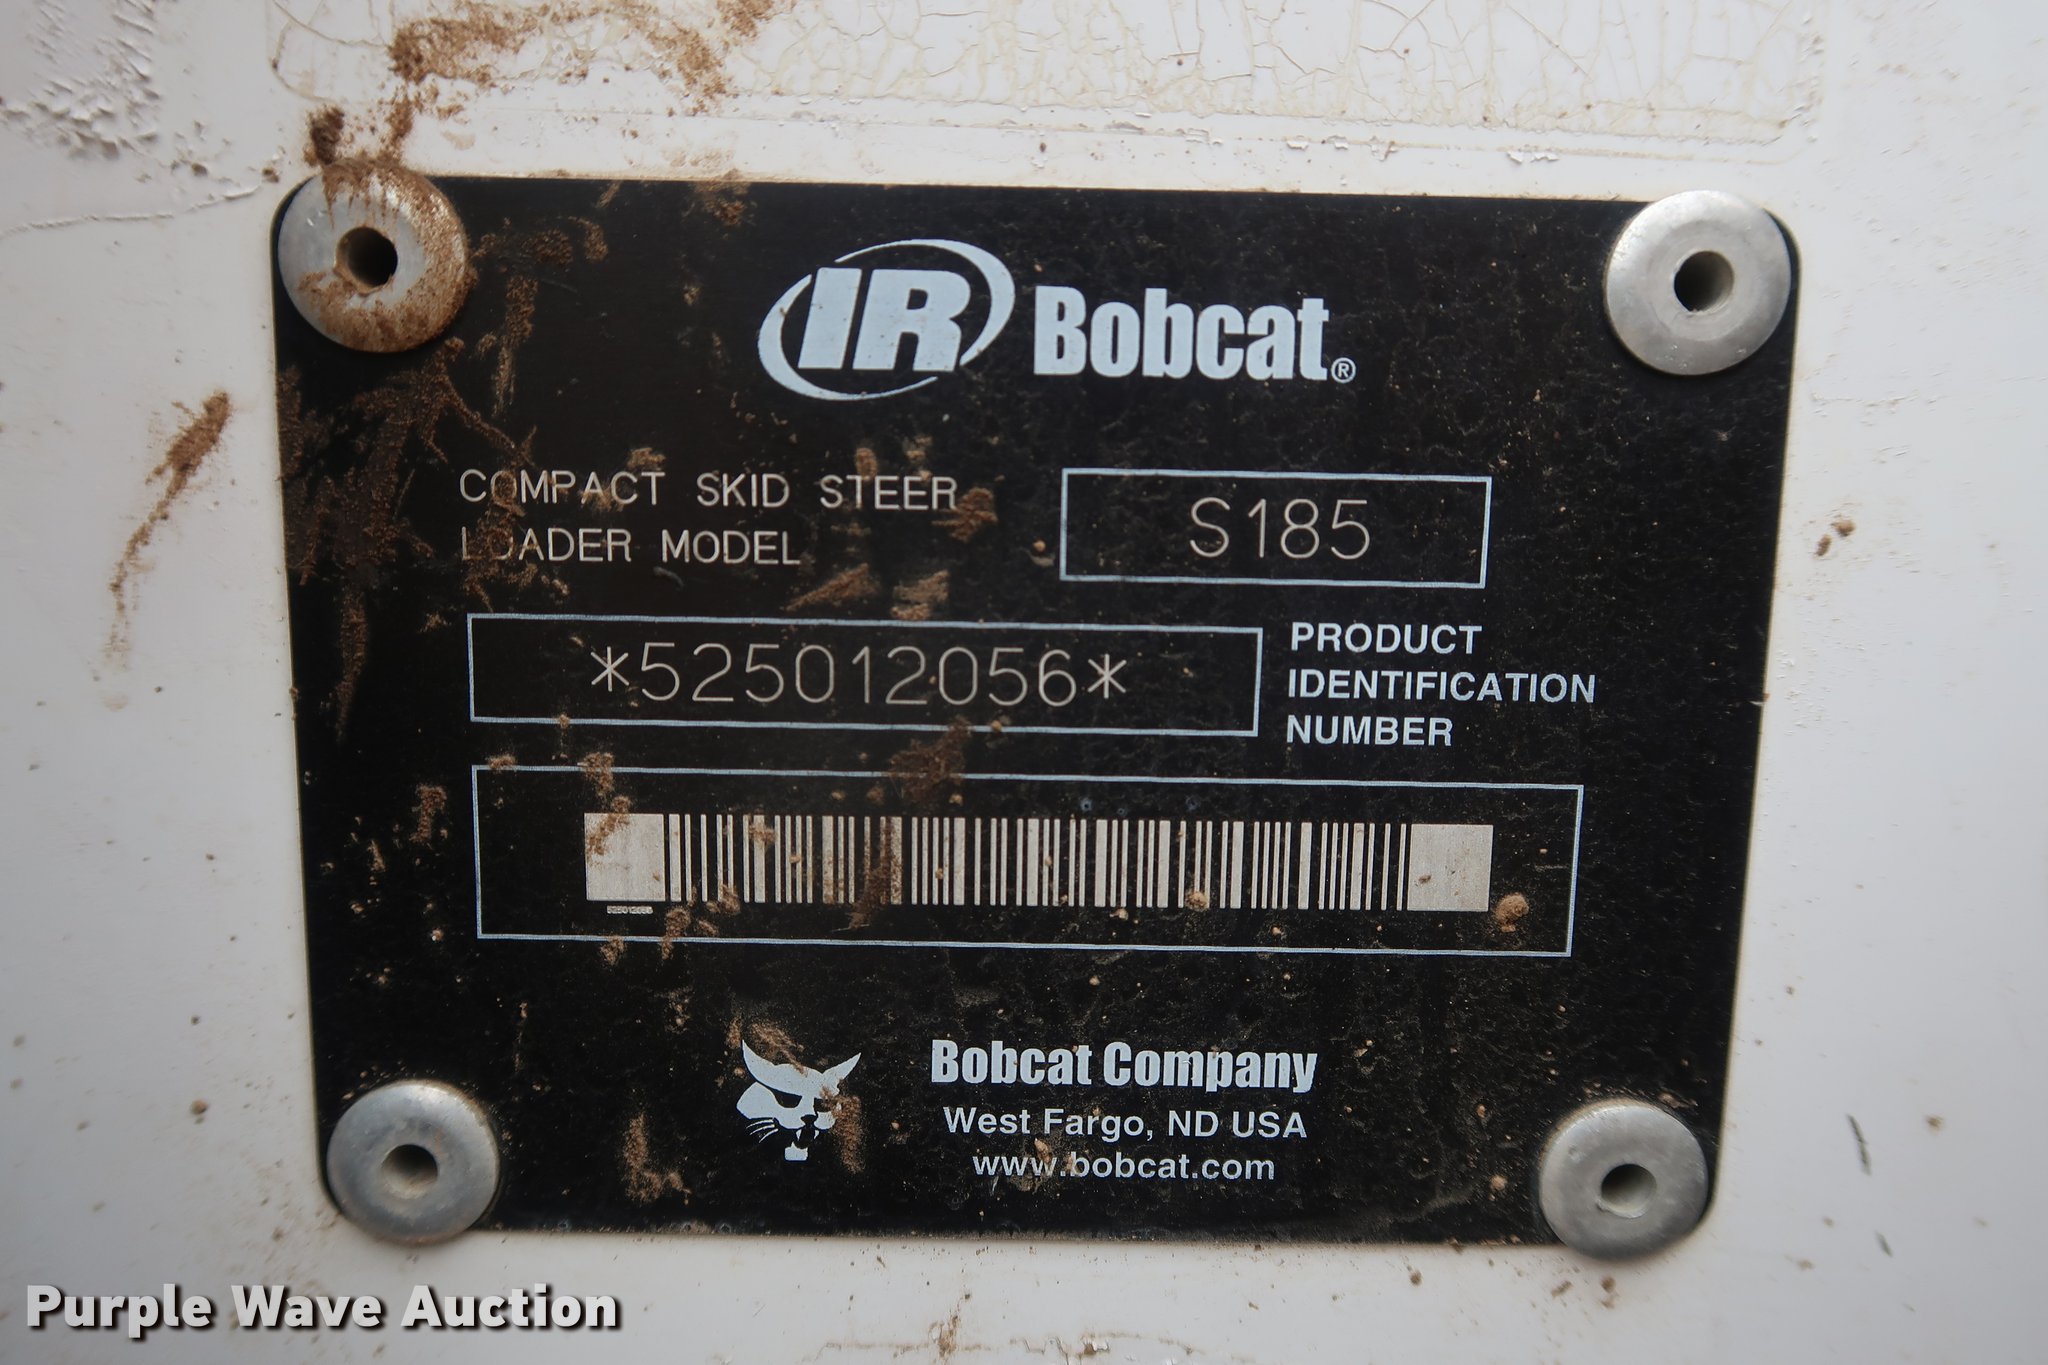 IR Bobcat®
COMPACT SKID STEER
LOADER MODEL
S185
*525012056*
PRODUCT
IDENTIFICATION
NUMBER
525012056
Bobcat Company
West Fargo, ND USA
www.bobcat.com
Purple Wave Auction